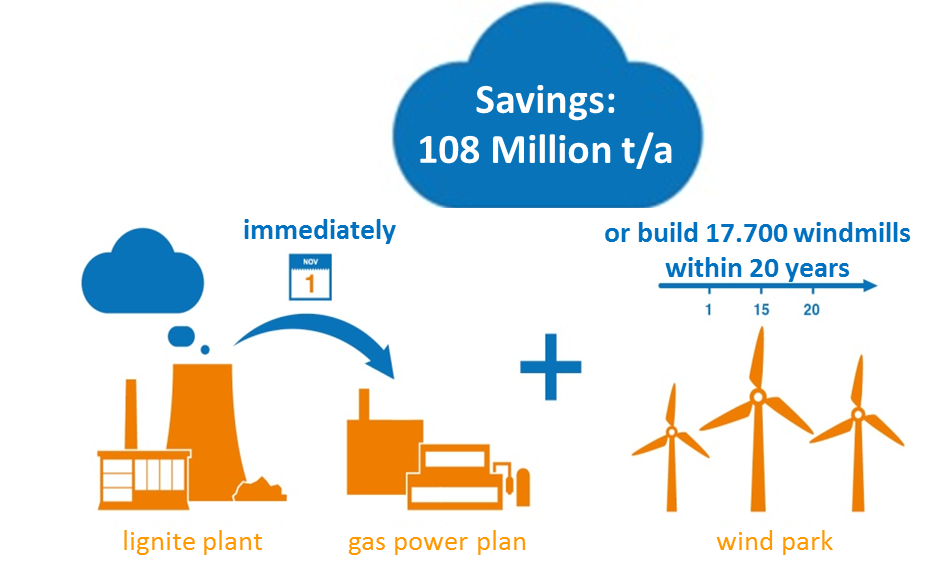 Savings:
108 Million t/a
immediately
NOV
1
or build 17.700 windmills
within 20 years
1 15 20
lignite plant
gas power plan
wind park